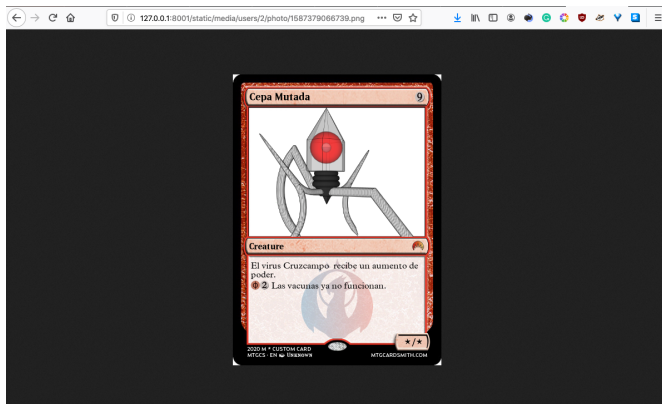 127.0.0.1:8001/static/media/users/2/photo/1587379066739.png
Cepa Mutada 9
Creature
El virus Cruzcampo recibe un aumento de
poder.
2 Las vacunas ya no funcionan.
★/★
2020 M * CUSTOM CARD
MTGCS · EN UNKNOWN MTGCARDSMITH.COM